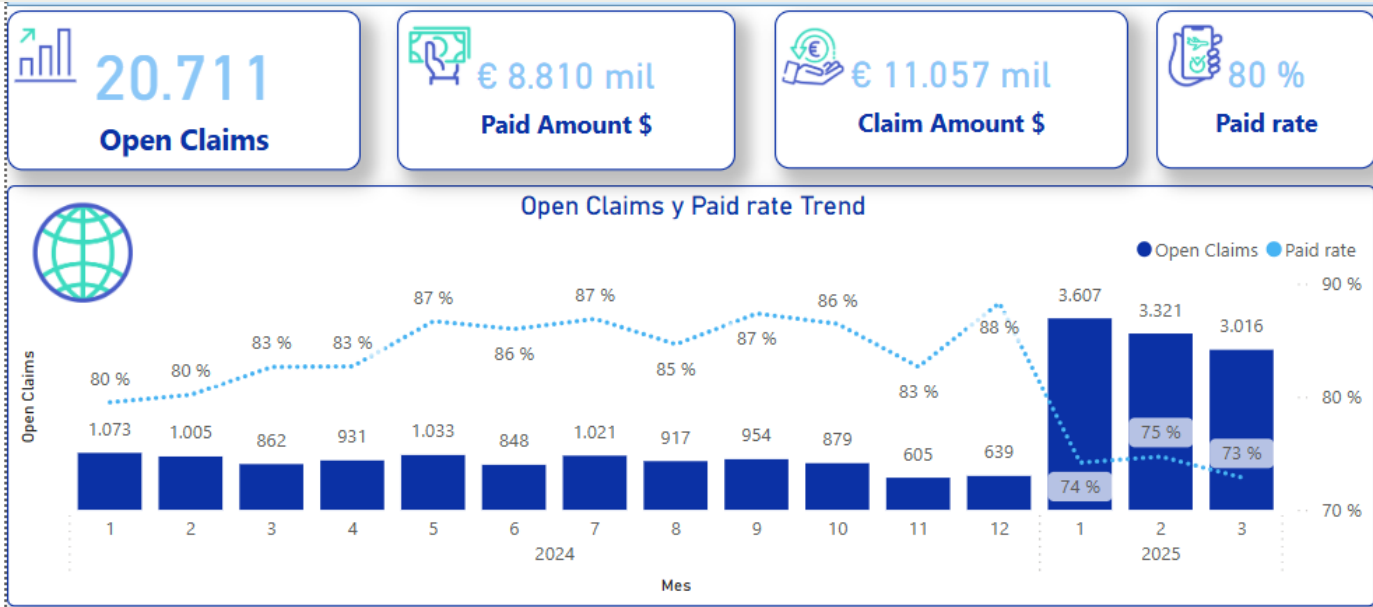 20.711
Open Claims
€ 8.810 mil
Paid Amount $
€ 11.057 mil
Claim Amount $
80 %
Paid rate
Open Claims y Paid rate Trend
Open Claims Paid rate
90 %
80 %
70 %
Open Claims
80 % 80 % 83 % 83 % 87 % 86 % 87 % 85 % 87 % 86 % 83 % 88 % 74 % 75 % 73 %
1.073 1.005 862 931 1.033 848 1.021 917 954 879 605 639 3.607 3.321 3.016
1 2 3 4 5 6 7 8 9 10 11 12 1 2 3
2024 2025
Mes